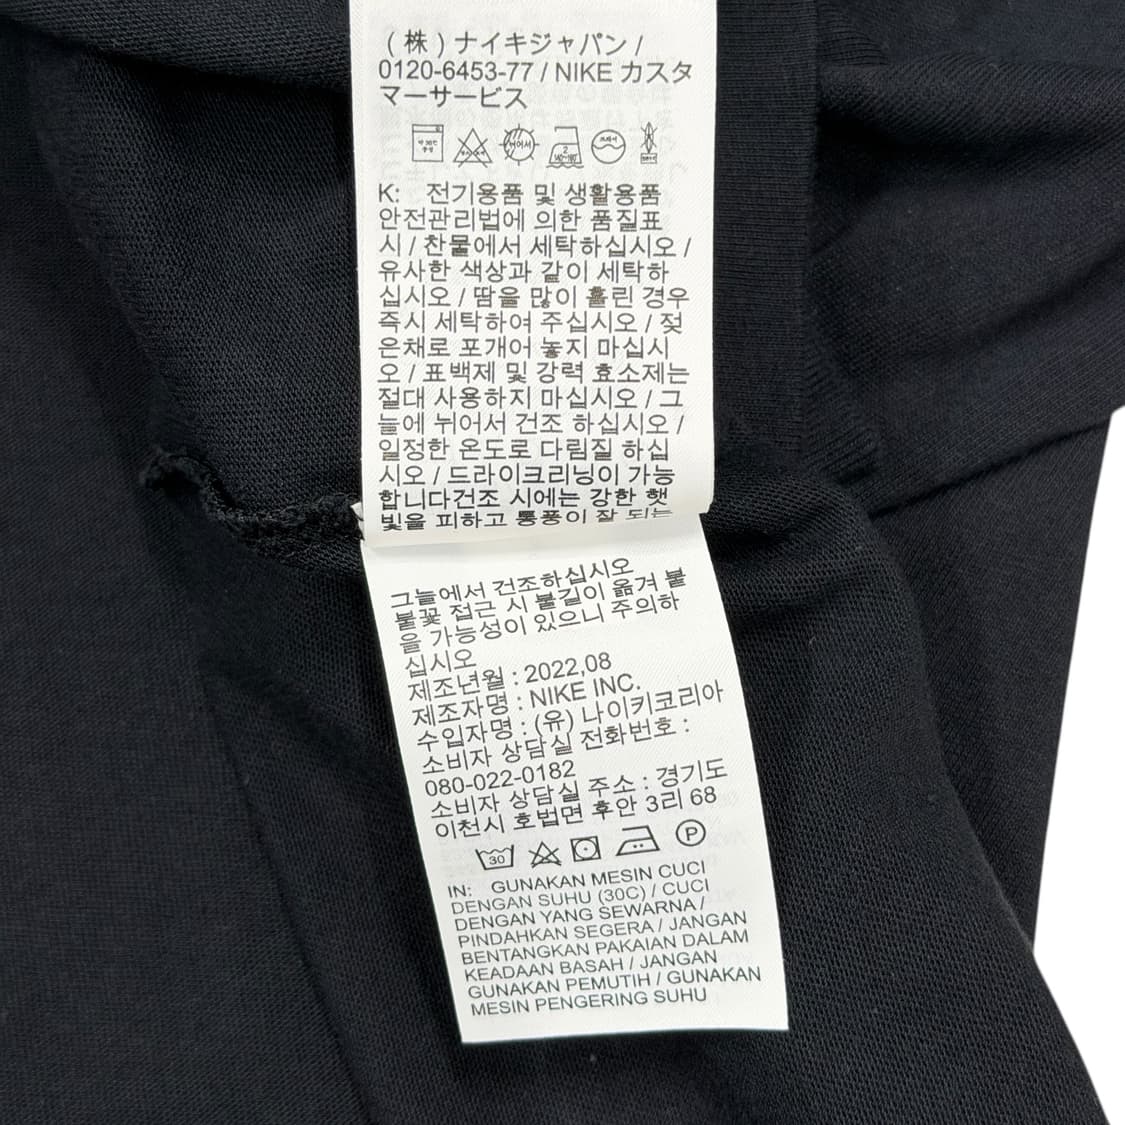 (株)ナイキジャパン /
0120-6453-77 / NIKE カスタ
マーサービス
2
140~160℃
K: 전기용품 및 생활용품
안전관리법에 의한 품질표
시 / 찬물에서 세탁하십시오 /
유사한 색상과 같이 세탁하
십시오 / 땀을 많이 흘린 경우
즉시 세탁하여 주십시오 / 젖
은채로 포개어 놓지 마십시
오 / 표백제 및 강력 효소제는
절대 사용하지 마십시오 / 그
늘에 뉘어서 건조 하십시오 /
일정한 온도로 다림질 하십
시오 / 드라이크리닝이 가능
합니다건조 시에는 강한 햇
빛을 피하고 통풍이 잘 되는
그늘에서 건조하십시오
불꽃 접근 시 불길이 옮겨 붙
을 가능성이 있으니 주의하
십시오
제조년월 : 2022,08
제조자명 : NIKE INC.
수입자명 : (유) 나이키코리아
소비자 상담실 전화번호 :
080-022-0182
소비자 상담실 주소 : 경기도
이천시 호법면 후안 3리 68
30 P
IN: GUNAKAN MESIN CUCI
DENGAN SUHU (30C) / CUCI
DENGAN YANG SEWARNA /
PINDAHKAN SEGERA / JANGAN
BENTANGKAN PAKAIAN DALAM
KEADAAN BASAH / JANGAN
GUNAKAN PEMUTIH / GUNAKAN
MESIN PENGERING SUHU